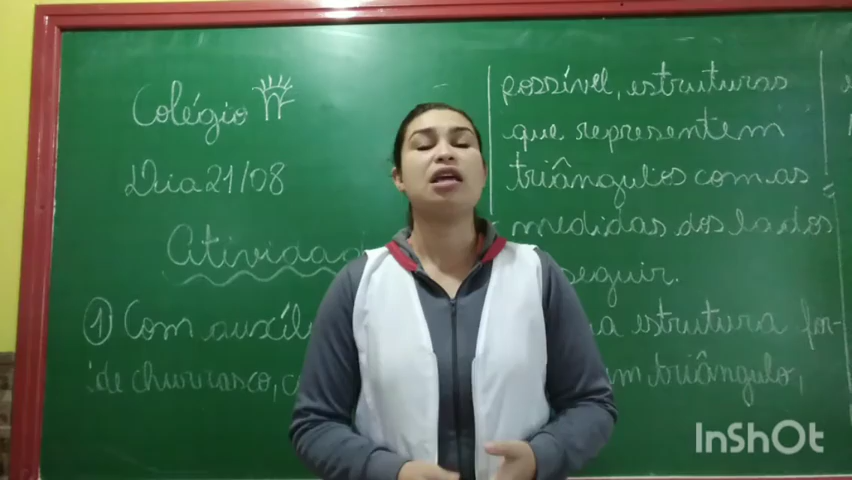 Colégio
Dia 21/08
Atividad
1 Com auxíl
de churrasco, c
possível, estruturas
que representem
triângulos com as
medidas dos lados
seguir.
a estrutura for-
um triângulo,
InShOt